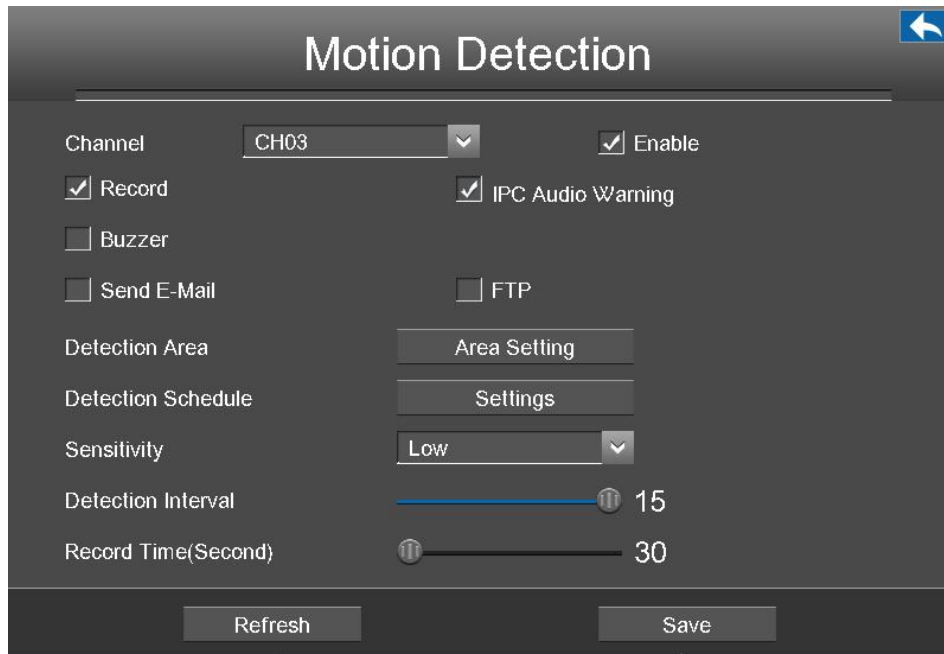 Motion Detection
Channel CH03 Enable
Record IPC Audio Warning
Buzzer
Send E-Mail FTP
Detection Area Area Setting
Detection Schedule Settings
Sensitivity Low
Detection Interval 15
Record Time(Second) 30
Refresh Save